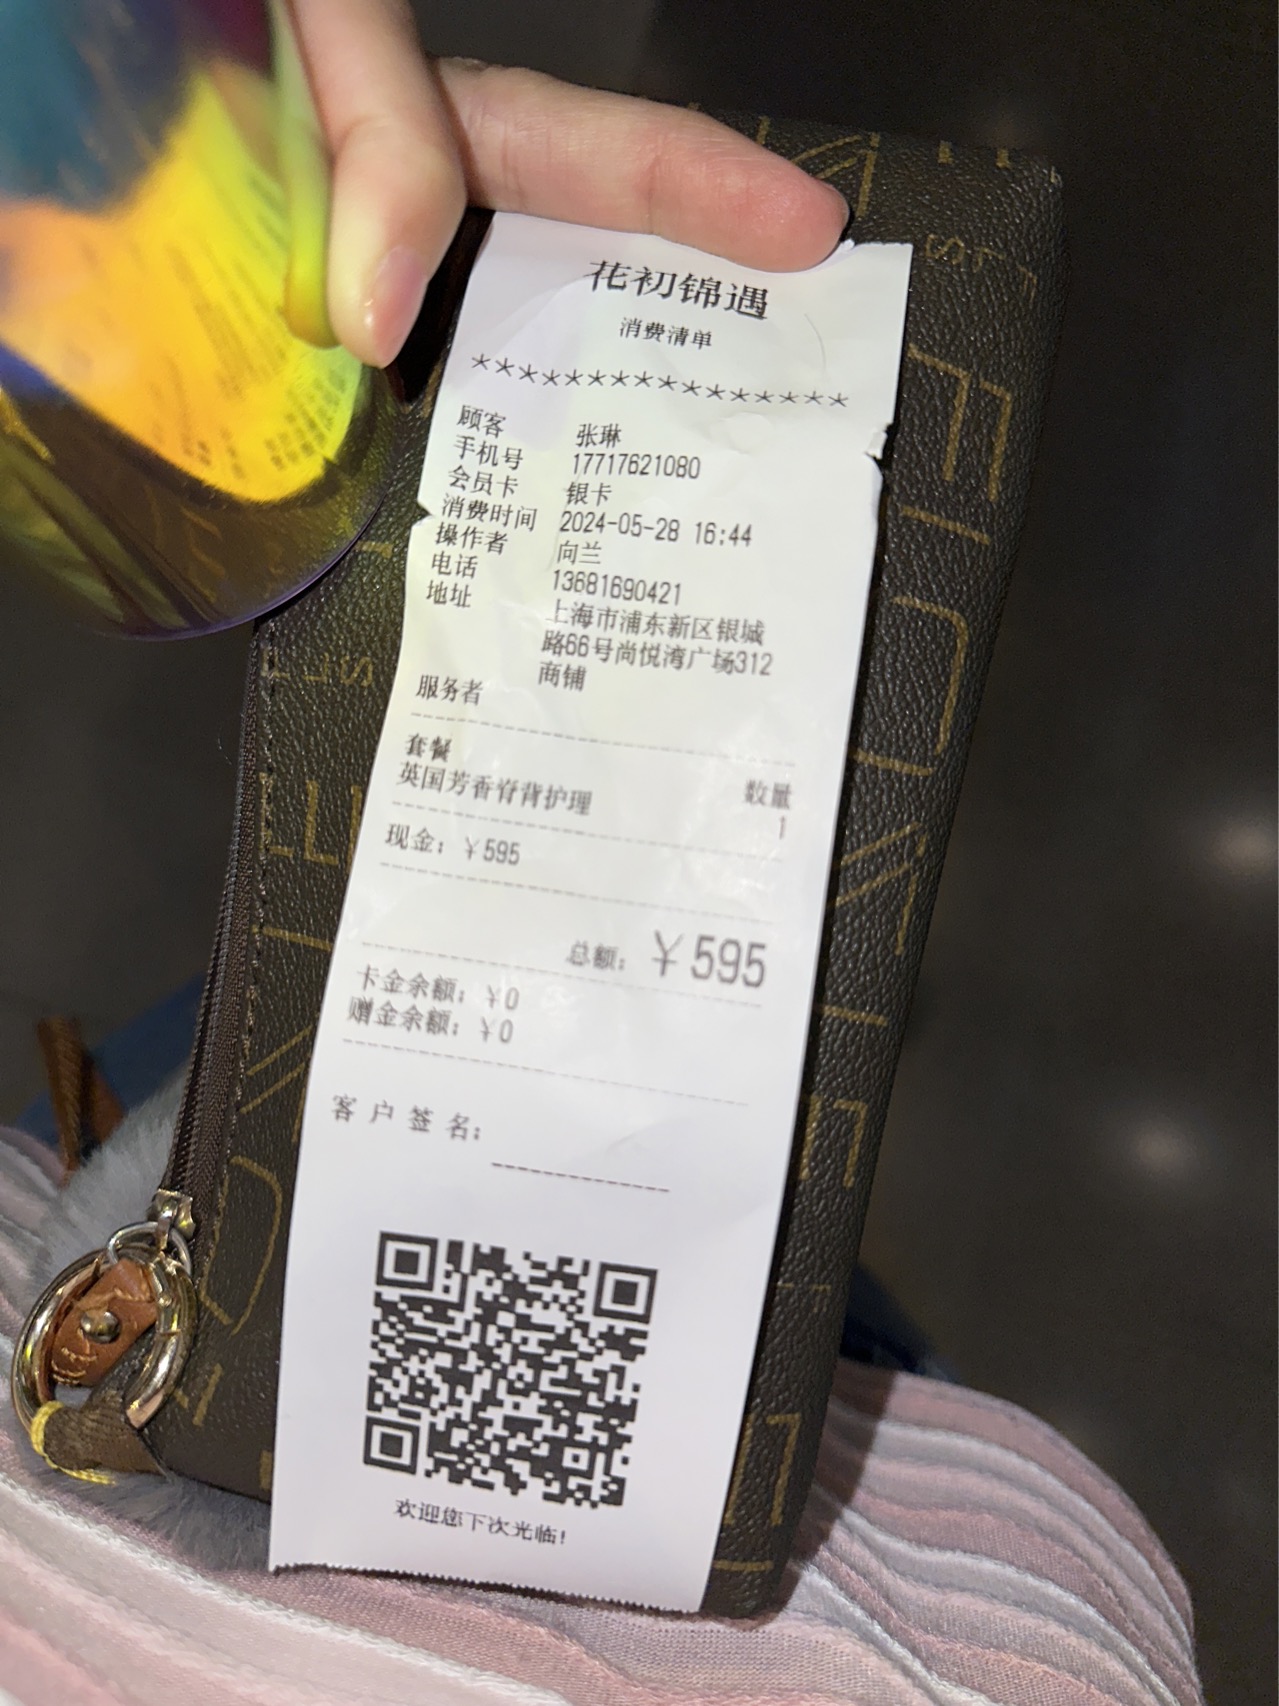 花初锦遇
消费清单
****************
顾客 张琳
手机号 17717621080
会员卡 银卡
消费时间 2024-05-28 16:44
操作者 向兰
电话 13681690421
地址 上海市浦东新区银城
路66号尚悦湾广场312
商铺
服务者
套餐 数量
英国芳香脊背护理 1
现金：￥595
总额：￥595
卡金余额：￥0
赠金余额：￥0
客户签名：
欢迎您下次光临!